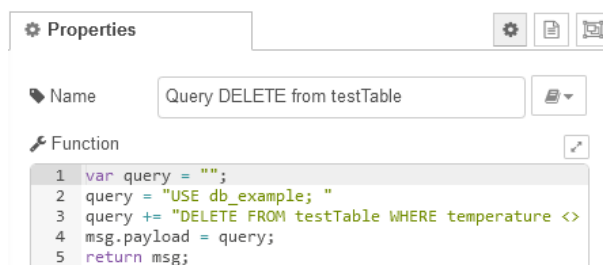 Properties
Name
Query DELETE from testTable
Function
1 var query = "";
2 query = "USE db_example; "
3 query += "DELETE FROM testTable WHERE temperature <>
4 msg.payload = query;
5 return msg;